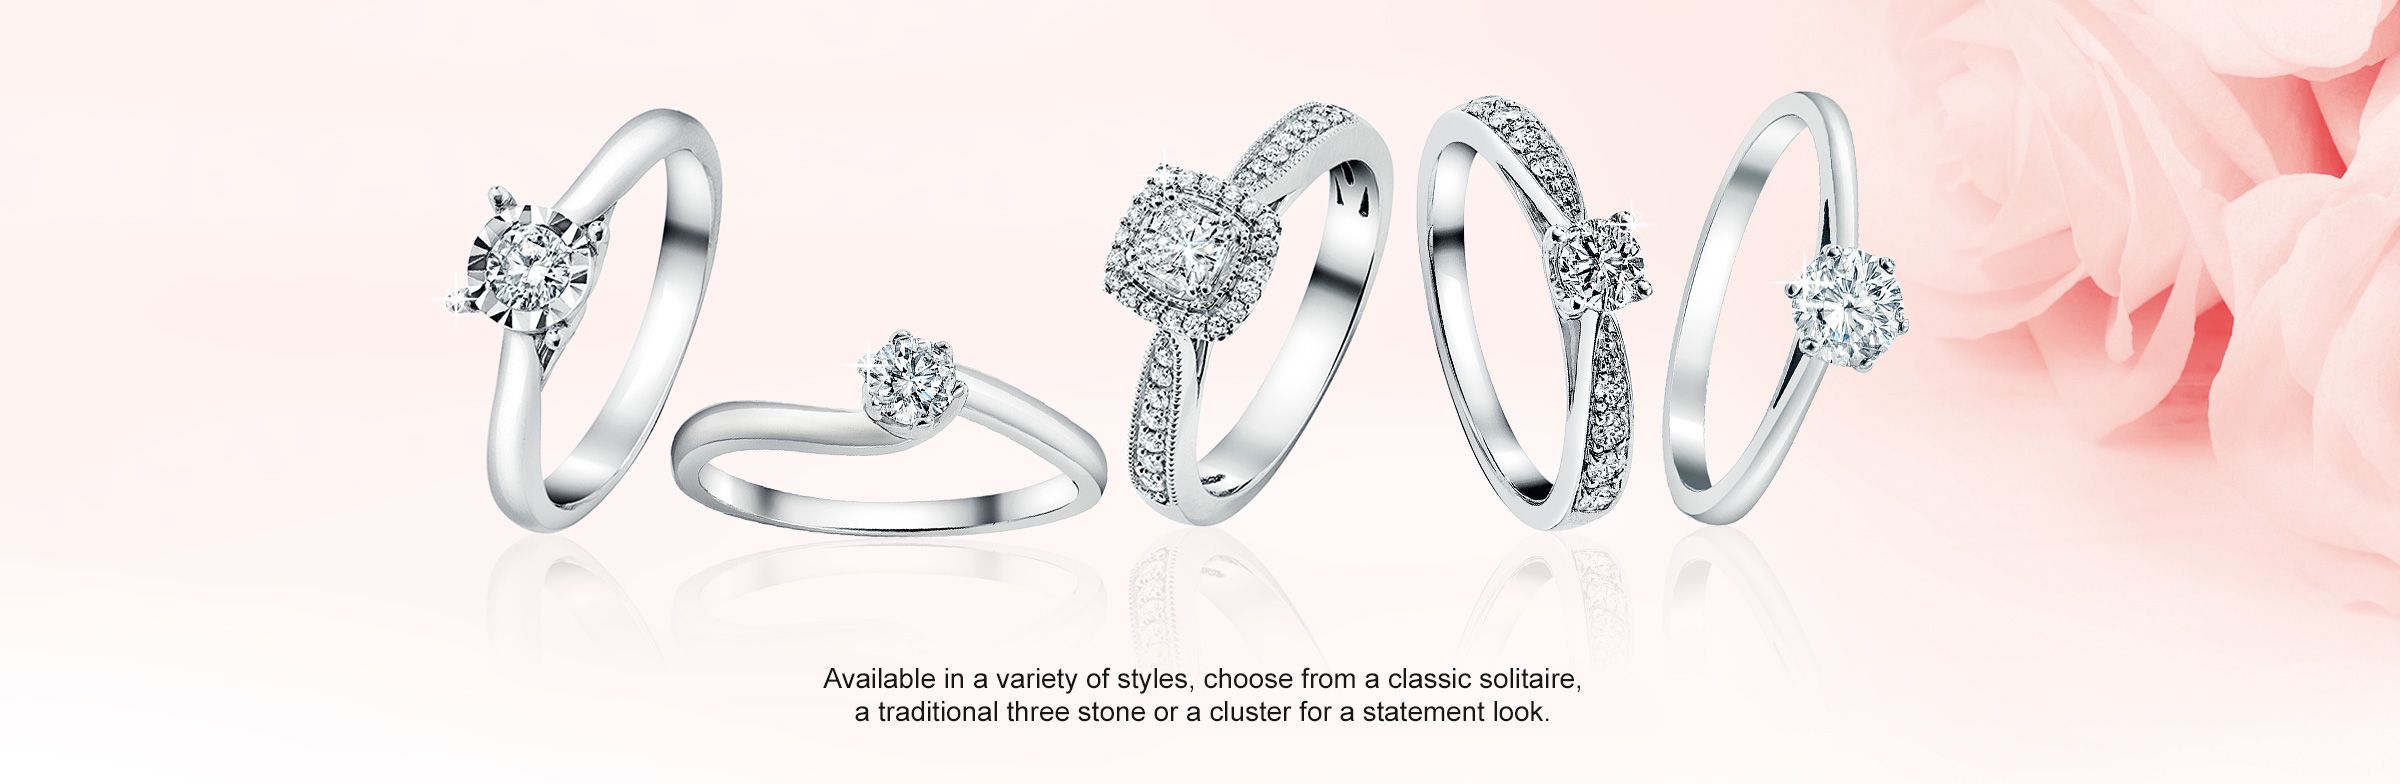 Available in a variety of styles, choose from a classic solitaire,
a traditional three stone or a cluster for a statement look.